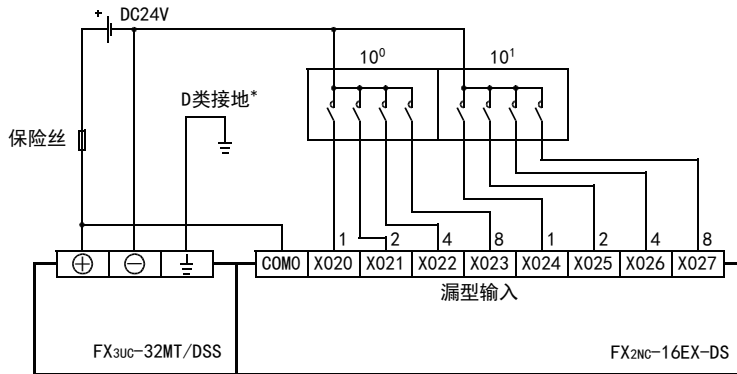 + DC24V
10⁰ 10¹
D类接地*
保险丝
1 2 4 8 1 2 4 8
⊕ ⊖ COM0 X020 X021 X022 X023 X024 X025 X026 X027
漏型输入
FX3UC-32MT/DSS FX2NC-16EX-DS